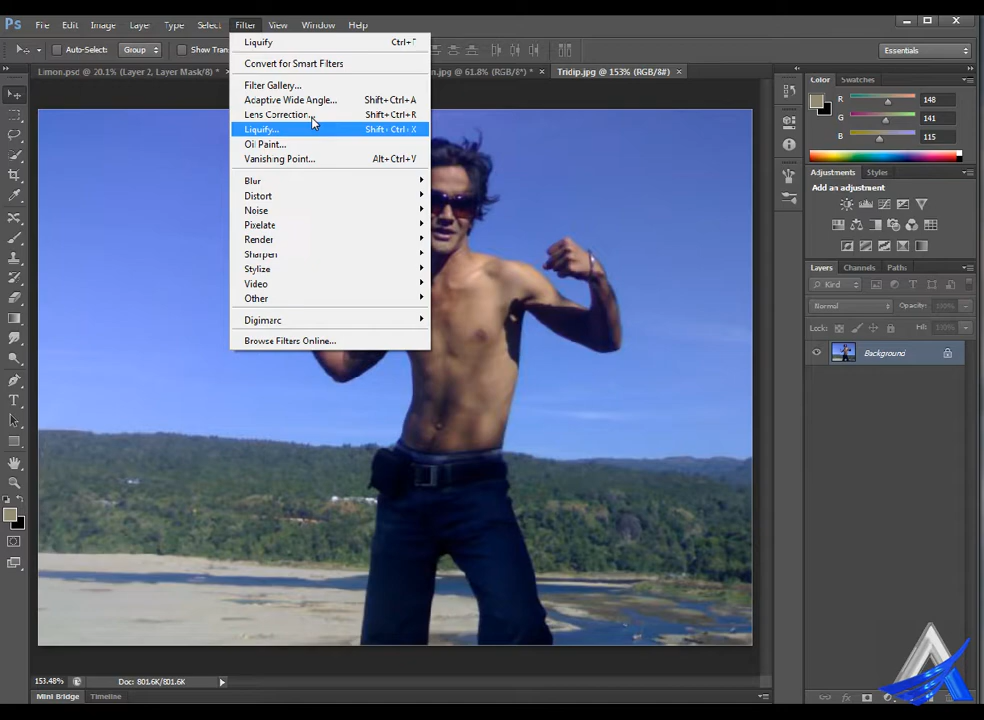 Ps File Edit Image Layer Type Select Filter View Window Help
Auto-Select: Group Show Tran Essentials
Limon.psd @ 20.1% (Layer 2, Layer Mask/8) * .jpg @ 61.8% (RGB/8*) * × Tridip.jpg @ 153% (RGB/8#) ×
Liquify Ctrl+F
Convert for Smart Filters
Filter Gallery...
Adaptive Wide Angle... Shift+Ctrl+A
Lens Correction... Shift+Ctrl+R
Liquify... Shift+Ctrl+X
Oil Paint...
Vanishing Point... Alt+Ctrl+V
Blur
Distort
Noise
Pixelate
Render
Sharpen
Stylize
Video
Other
Digimarc
Browse Filters Online...
Color Swatches
R 148
G 141
B 115
Adjustments Styles
Add an adjustment
Layers Channels Paths
Kind
Normal Opacity: 100%
Lock: Fill: 100%
Background
153.48% Doc: 801.6K/801.6K
Mini Bridge Timeline